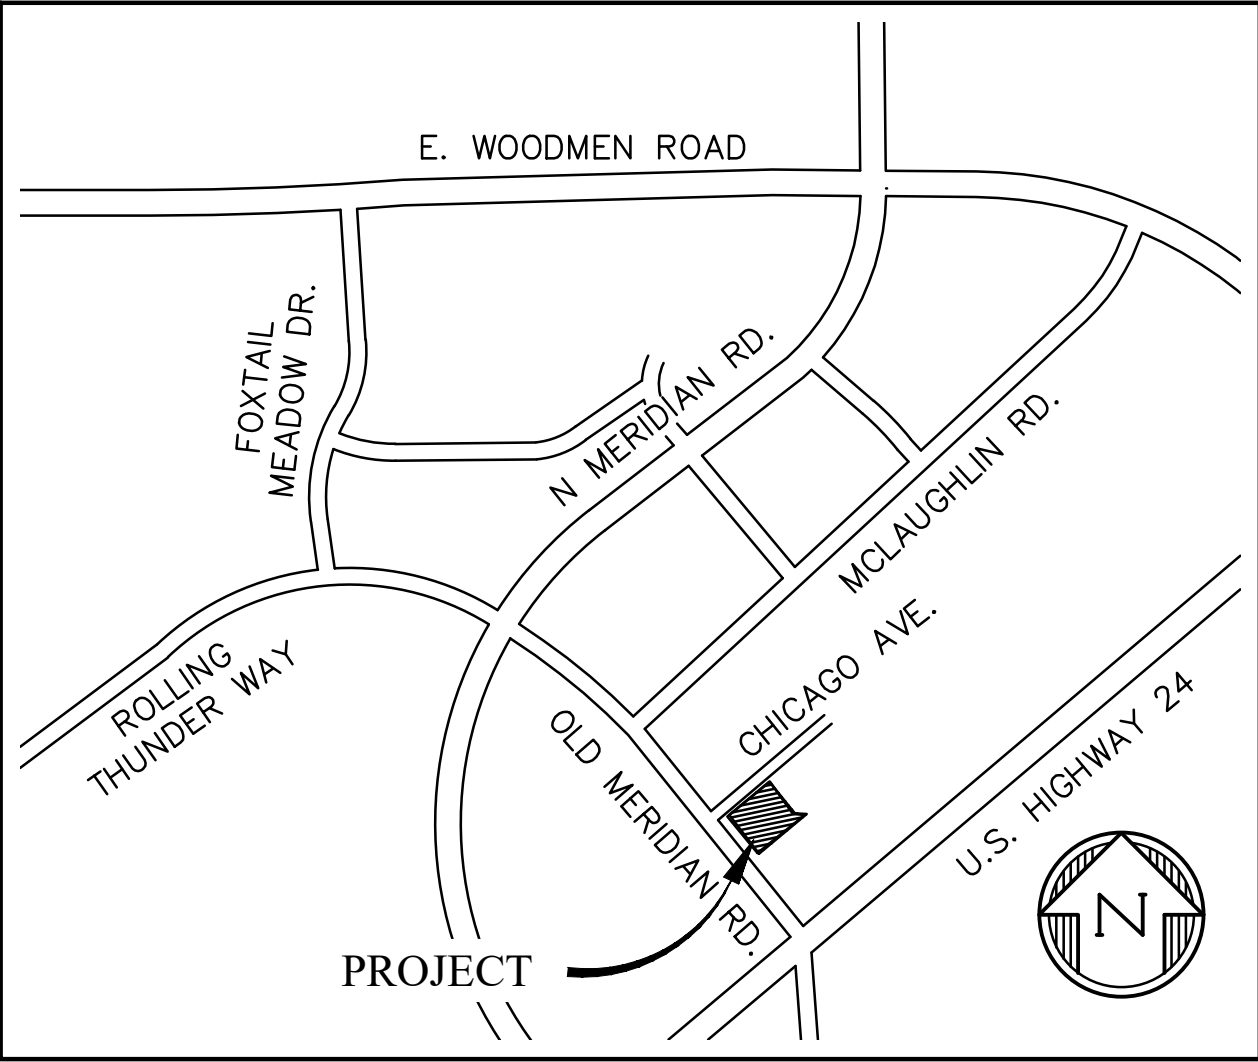 E. WOODMEN ROAD
FOXTAIL
MEADOW DR.
N MERIDIAN RD.
MCLAUGHLIN RD.
CHICAGO AVE.
ROLLING
THUNDER WAY
OLD MERIDIAN RD.
U.S. HIGHWAY 24
N
PROJECT